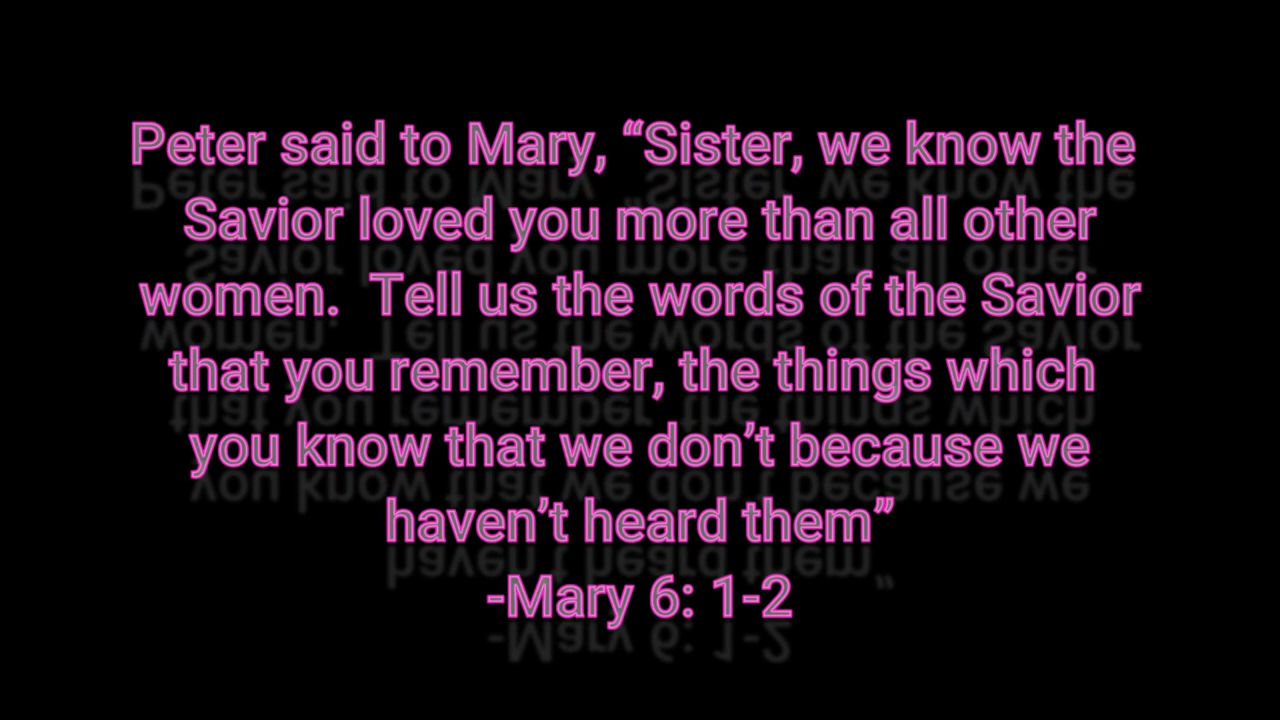 Peter said to Mary, “Sister, we know the
Savior loved you more than all other
women.  Tell us the words of the Savior
that you remember, the things which
you know that we don’t because we
haven’t heard them”
-Mary 6: 1-2